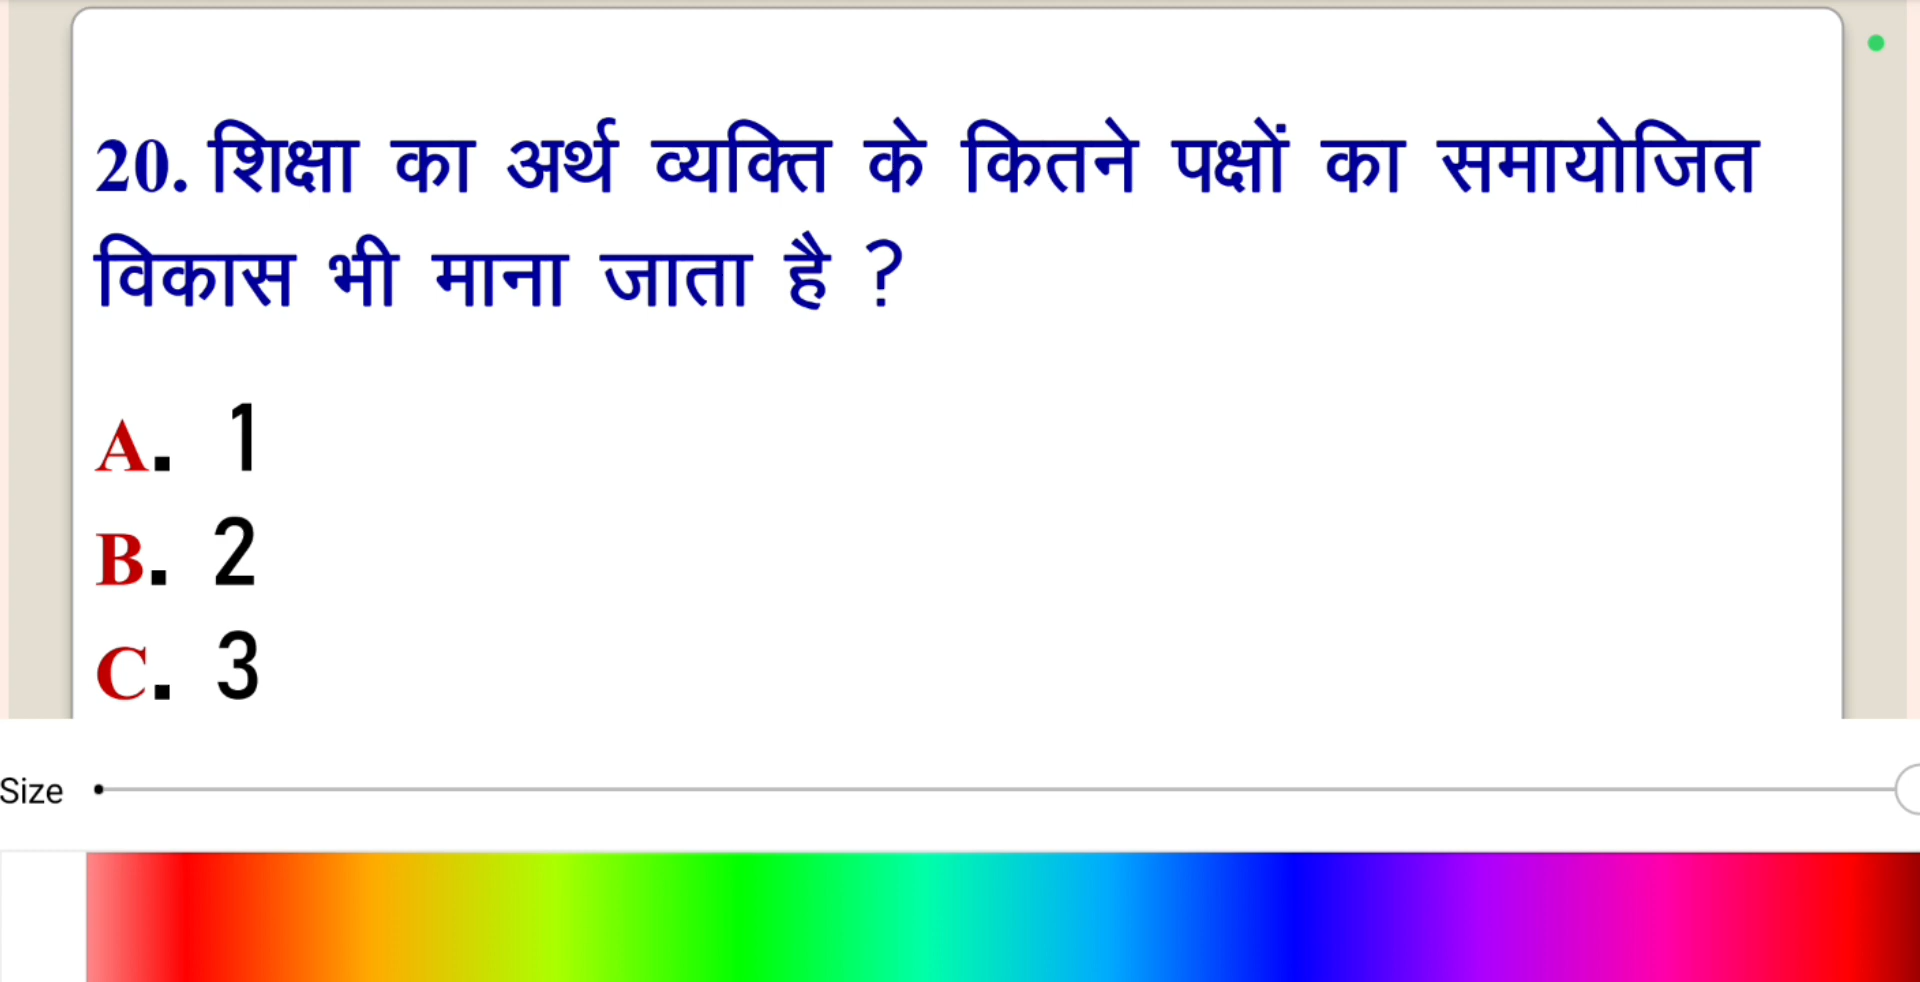 20. शिक्षा का अर्थ व्यक्ति के कितने पक्षों का समायोजित
विकास भी माना जाता है ?
A. 1
B. 2
C. 3
Size